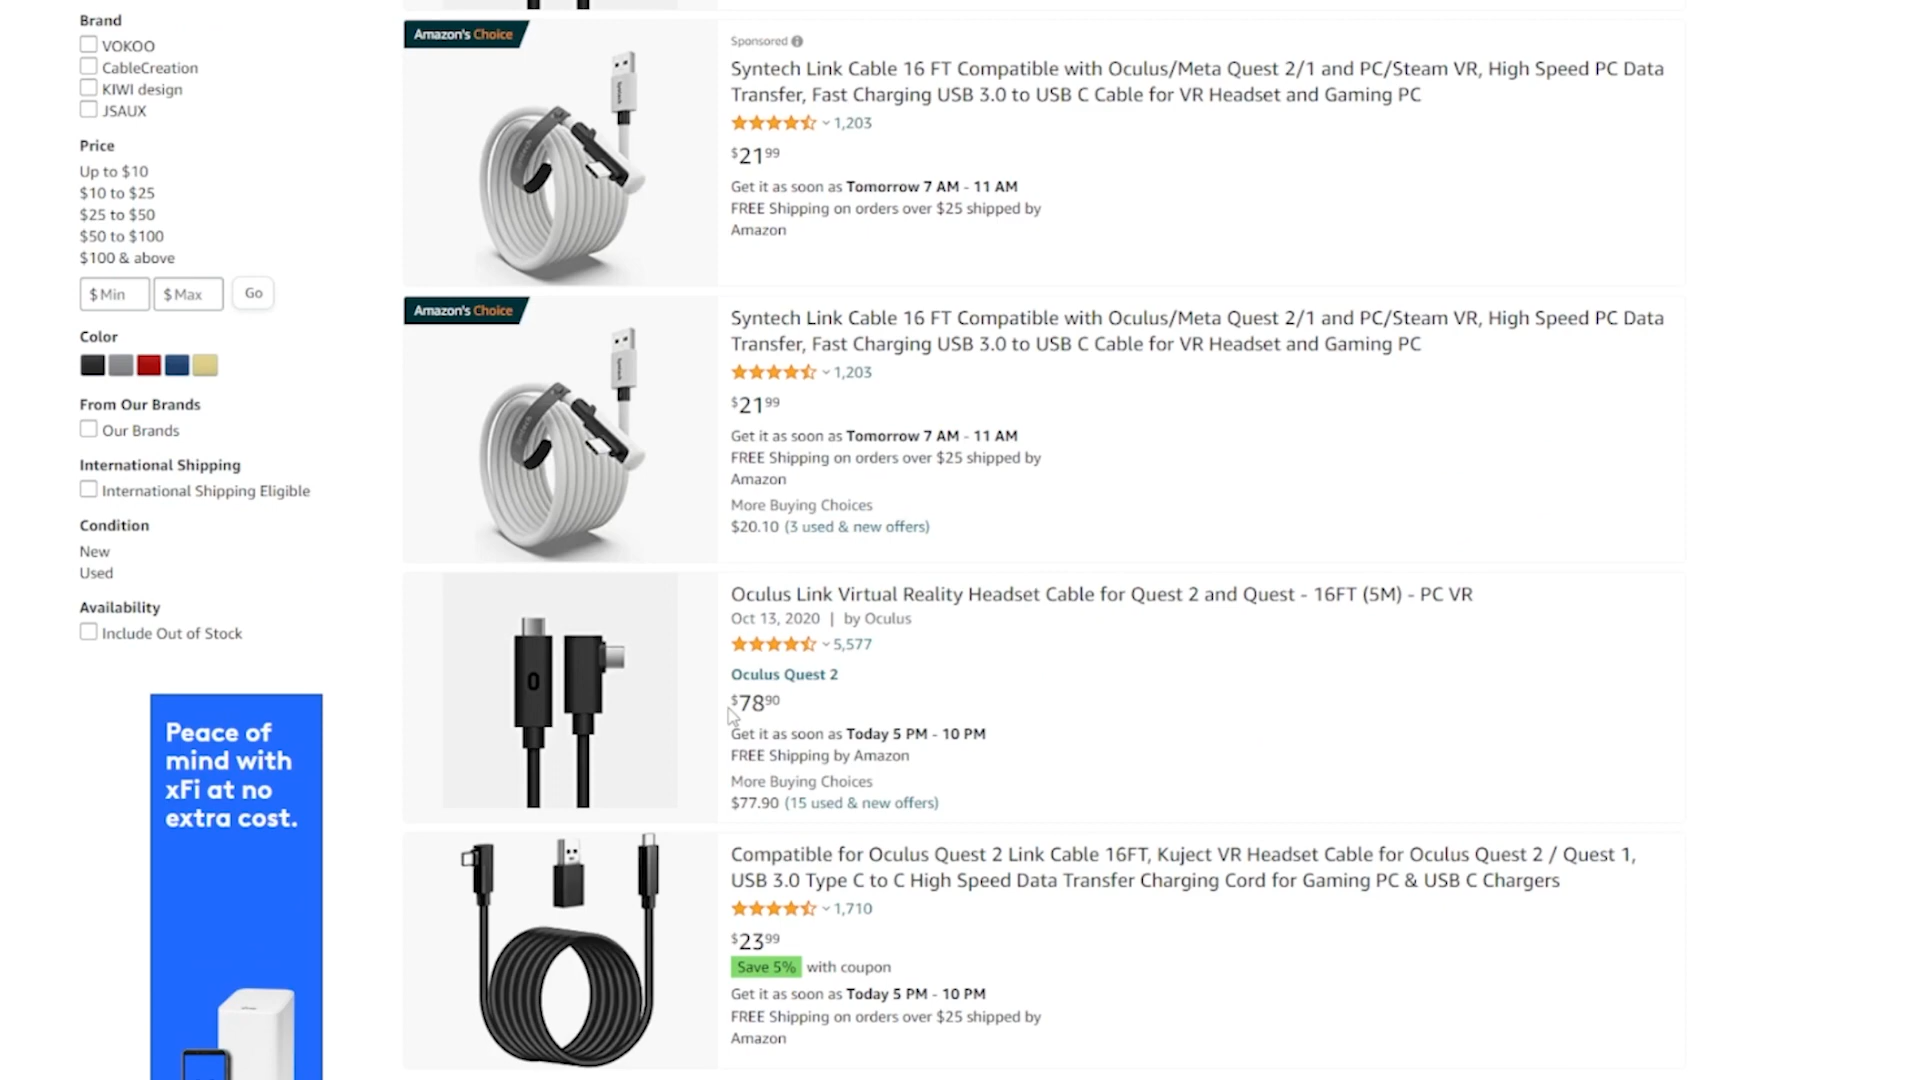 Brand
VOKOO
CableCreation
KIWI design
JSAUX
Price
Up to $10
$10 to $25
$25 to $50
$50 to $100
$100 & above
$ Min
$ Max
Go
Color
From Our Brands
Our Brands
International Shipping
International Shipping Eligible
Condition
New
Used
Availability
Include Out of Stock
Peace of
mind with
xFi at no
extra cost.
Amazon's Choice
Sponsored
Syntech Link Cable 16 FT Compatible with Oculus/Meta Quest 2/1 and PC/Steam VR, High Speed PC Data
Transfer, Fast Charging USB 3.0 to USB C Cable for VR Headset and Gaming PC
1,203
$21 99
Get it as soon as Tomorrow 7 AM - 11 AM
FREE Shipping on orders over $25 shipped by
Amazon
Amazon's Choice
Syntech Link Cable 16 FT Compatible with Oculus/Meta Quest 2/1 and PC/Steam VR, High Speed PC Data
Transfer, Fast Charging USB 3.0 to USB C Cable for VR Headset and Gaming PC
1,203
$21 99
Get it as soon as Tomorrow 7 AM - 11 AM
FREE Shipping on orders over $25 shipped by
Amazon
More Buying Choices
$20.10 (3 used & new offers)
Oculus Link Virtual Reality Headset Cable for Quest 2 and Quest - 16FT (5M) - PC VR
Oct 13, 2020 | by Oculus
5,577
Oculus Quest 2
$78 90
Get it as soon as Today 5 PM - 10 PM
FREE Shipping by Amazon
More Buying Choices
$77.90 (15 used & new offers)
Compatible for Oculus Quest 2 Link Cable 16FT, Kuject VR Headset Cable for Oculus Quest 2 / Quest 1,
USB 3.0 Type C to C High Speed Data Transfer Charging Cord for Gaming PC & USB C Chargers
1,710
$23 99
Save 5% with coupon
Get it as soon as Today 5 PM - 10 PM
FREE Shipping on orders over $25 shipped by
Amazon